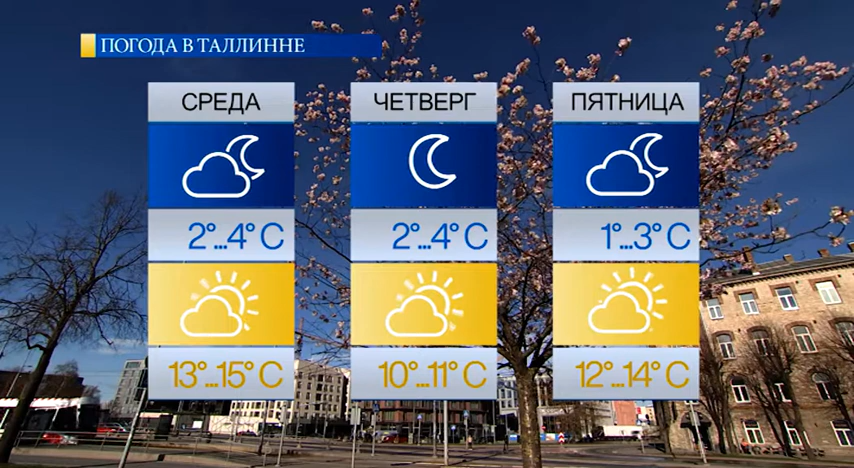 ПОГОДА В ТАЛЛИННЕ
СРЕДА
2°...4° C
13°...15° C
ЧЕТВЕРГ
2°...4° C
10°...11° C
ПЯТНИЦА
1°...3° C
12°...14° C